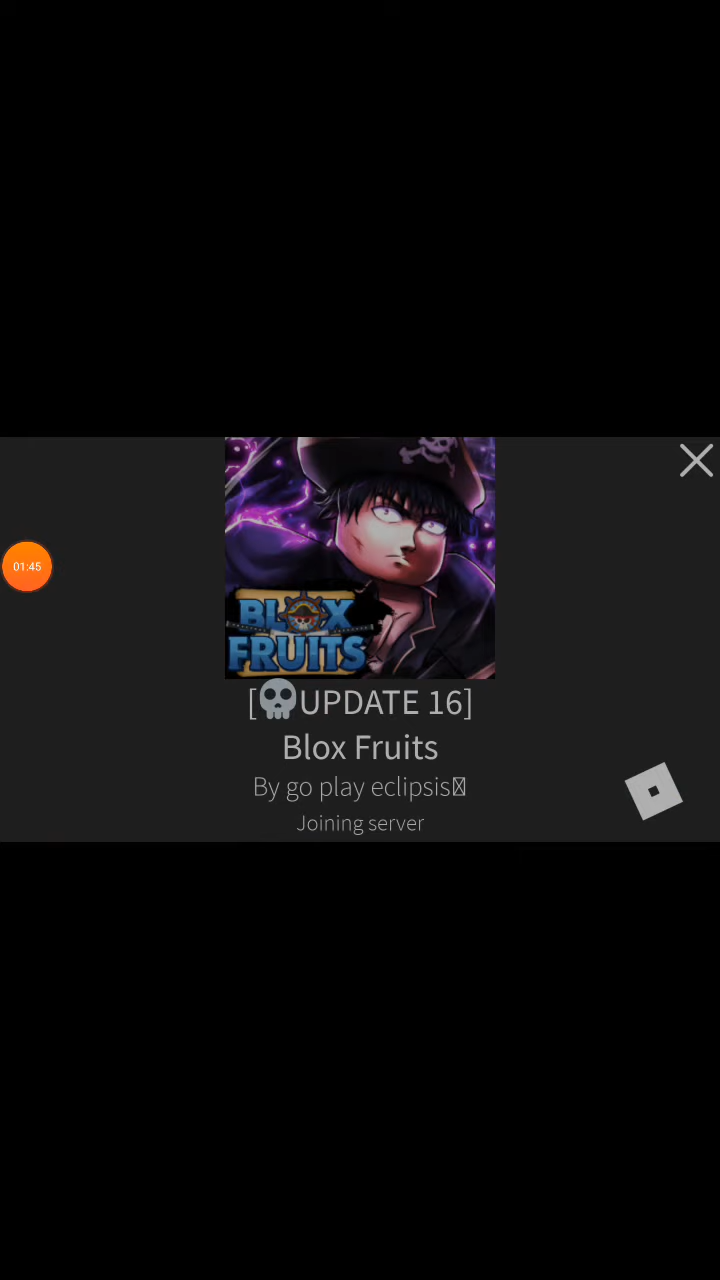 01:45
BLOX
FRUITS
[💀UPDATE 16]
Blox Fruits
By go play eclipsis
Joining server